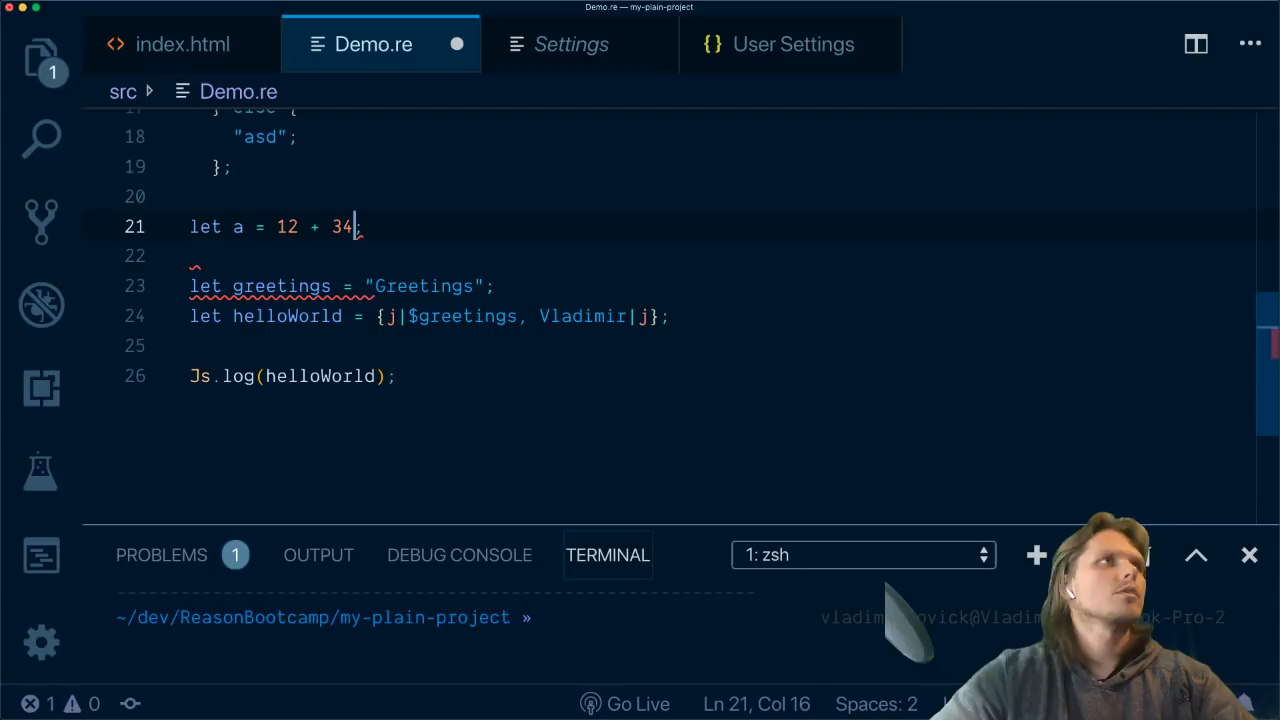 Demo.re — my-plain-project
index.html
Demo.re
Settings
{} User Settings
1
src
Demo.re
17 } else {
18 "asd";
19 };
20
21 let a = 12 + 34;
22
23 let greetings = "Greetings";
24 let helloWorld = {j|$greetings, Vladimir|j};
25
26 Js.log(helloWorld);
PROBLEMS 1 OUTPUT DEBUG CONSOLE TERMINAL 1: zsh
~/dev/ReasonBootcamp/my-plain-project »
1 0 Go Live Ln 21, Col 16 Spaces: 2